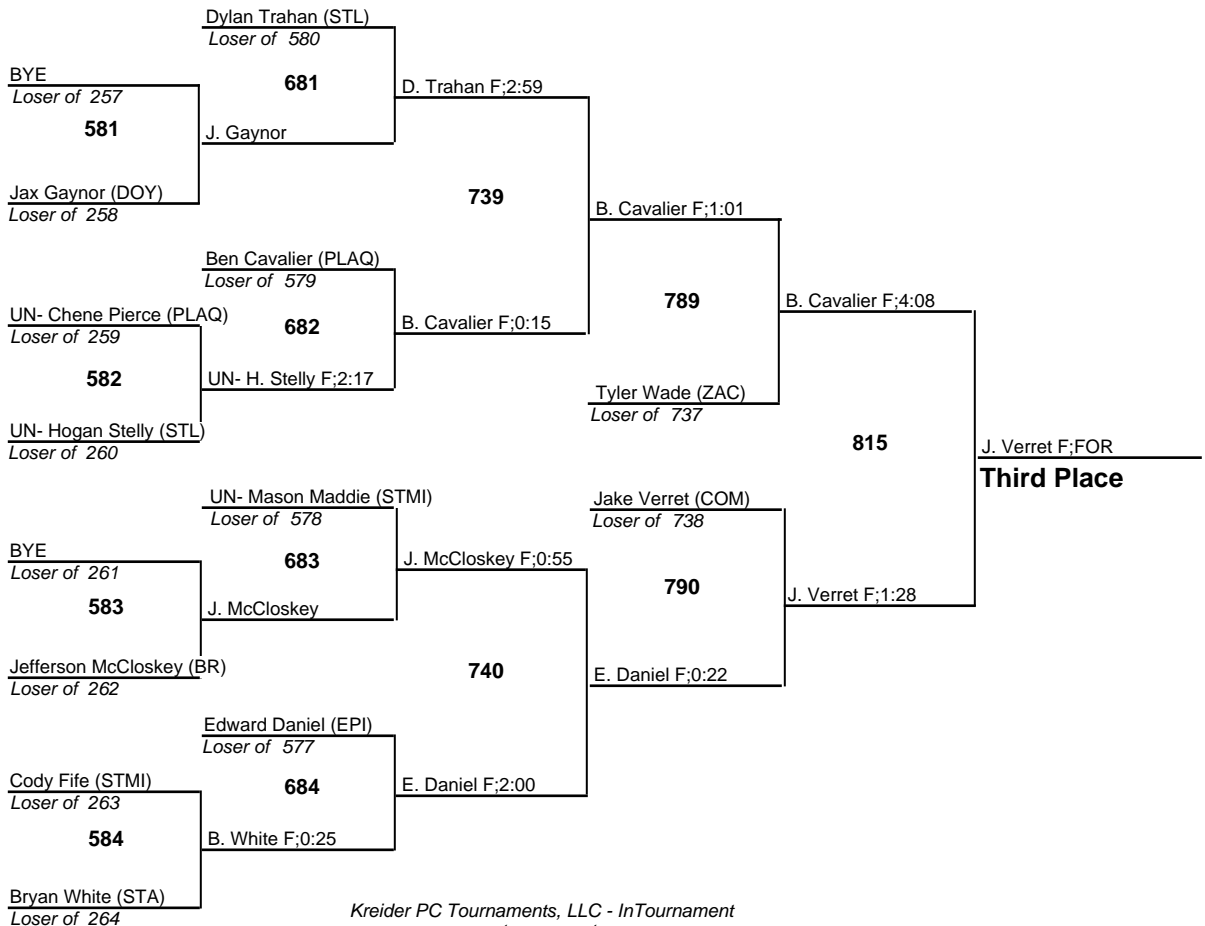 Dylan Trahan (STL)
Loser of 580
BYE
Loser of 257
681
D. Trahan F;2:59
581
J. Gaynor
Jax Gaynor (DOY)
Loser of 258
739
B. Cavalier F;1:01
Ben Cavalier (PLAQ)
Loser of 579
UN- Chene Pierce (PLAQ)
Loser of 259
682
B. Cavalier F;0:15
789
B. Cavalier F;4:08
582
UN- H. Stelly F;2:17
Tyler Wade (ZAC)
Loser of 737
UN- Hogan Stelly (STL)
Loser of 260
815
J. Verret F;FOR
Third Place
UN- Mason Maddie (STMI)
Loser of 578
Jake Verret (COM)
Loser of 738
BYE
Loser of 261
683
J. McCloskey F;0:55
790
J. Verret F;1:28
583
J. McCloskey
Jefferson McCloskey (BR)
Loser of 262
740
E. Daniel F;0:22
Edward Daniel (EPI)
Loser of 577
Cody Fife (STMI)
Loser of 263
684
E. Daniel F;2:00
584
B. White F;0:25
Bryan White (STA)
Loser of 264
Kreider PC Tournaments, LLC - InTournament